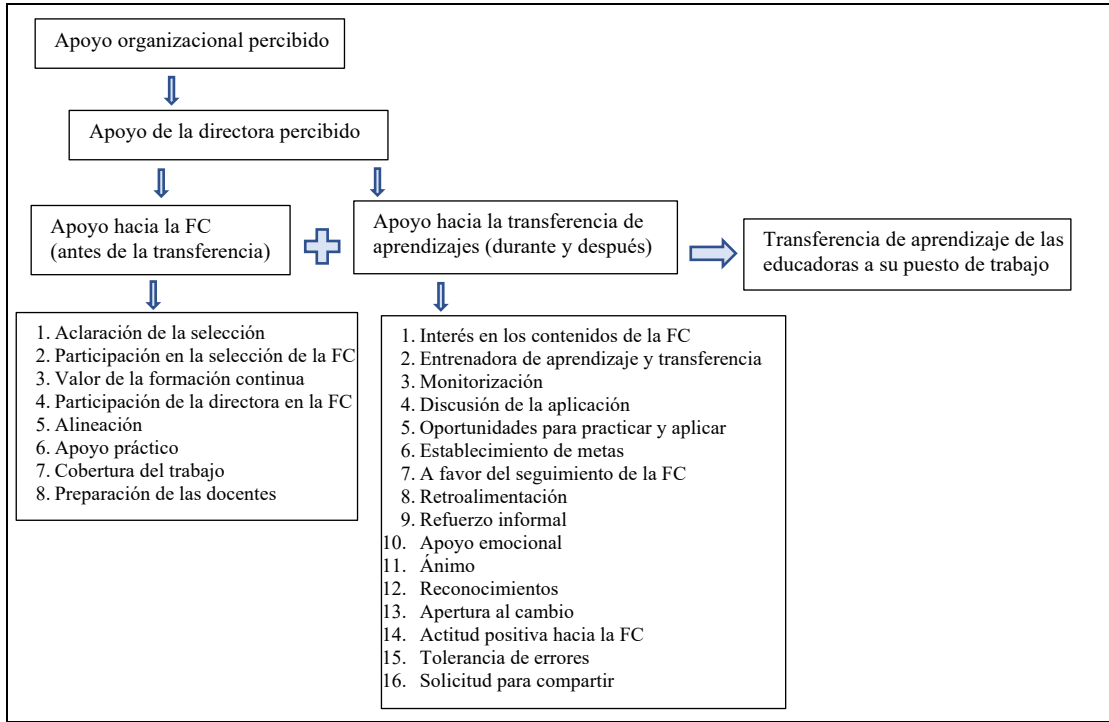 Apoyo organizacional percibido
Apoyo de la directora percibido
Apoyo hacia la FC
(antes de la transferencia)
Apoyo hacia la transferencia de
aprendizajes (durante y después)
Transferencia de aprendizaje de las
educadoras a su puesto de trabajo
1. Aclaración de la selección
2. Participación en la selección de la FC
3. Valor de la formación continua
4. Participación de la directora en la FC
5. Alineación
6. Apoyo práctico
7. Cobertura del trabajo
8. Preparación de las docentes
1. Interés en los contenidos de la FC
2. Entrenadora de aprendizaje y transferencia
3. Monitorización
4. Discusión de la aplicación
5. Oportunidades para practicar y aplicar
6. Establecimiento de metas
7. A favor del seguimiento de la FC
8. Retroalimentación
9. Refuerzo informal
10. Apoyo emocional
11. Ánimo
12. Reconocimientos
13. Apertura al cambio
14. Actitud positiva hacia la FC
15. Tolerancia de errores
16. Solicitud para compartir